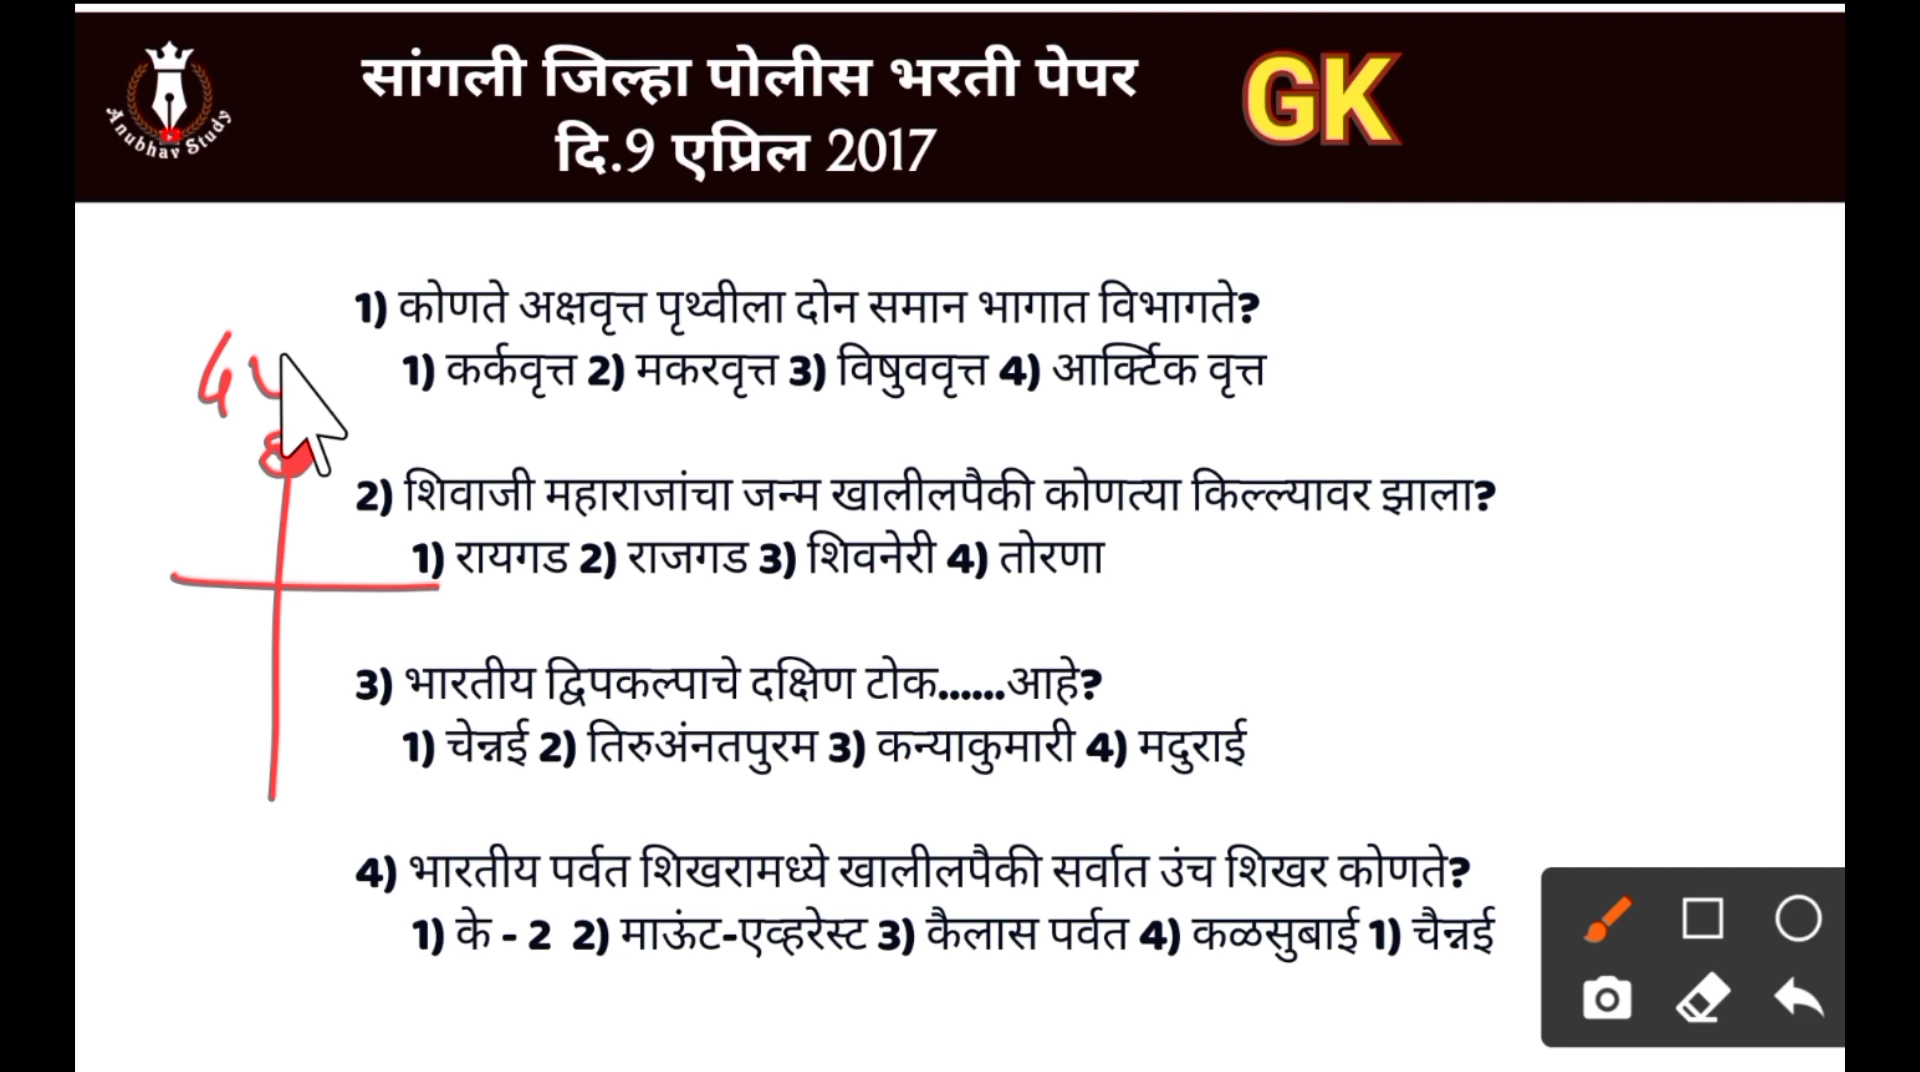 Anubhav Study
सांगली जिल्हा पोलीस भरती पेपर
दि.9 एप्रिल 2017
GK
1) कोणते अक्षवृत्त पृथ्वीला दोन समान भागात विभागते?
1) कर्कवृत्त 2) मकरवृत्त 3) विषुववृत्त 4) आर्क्टिक वृत्त
2) शिवाजी महाराजांचा जन्म खालीलपैकी कोणत्या किल्ल्यावर झाला?
1) रायगड 2) राजगड 3) शिवनेरी 4) तोरणा
3) भारतीय द्विपकल्पाचे दक्षिण टोक......आहे?
1) चेन्नई 2) तिरुअंनतपुरम 3) कन्याकुमारी 4) मदुराई
4) भारतीय पर्वत शिखरामध्ये खालीलपैकी सर्वात उंच शिखर कोणते?
1) के - 2 2) माऊंट-एव्हरेस्ट 3) कैलास पर्वत 4) कळसुबाई 1) चैन्नई